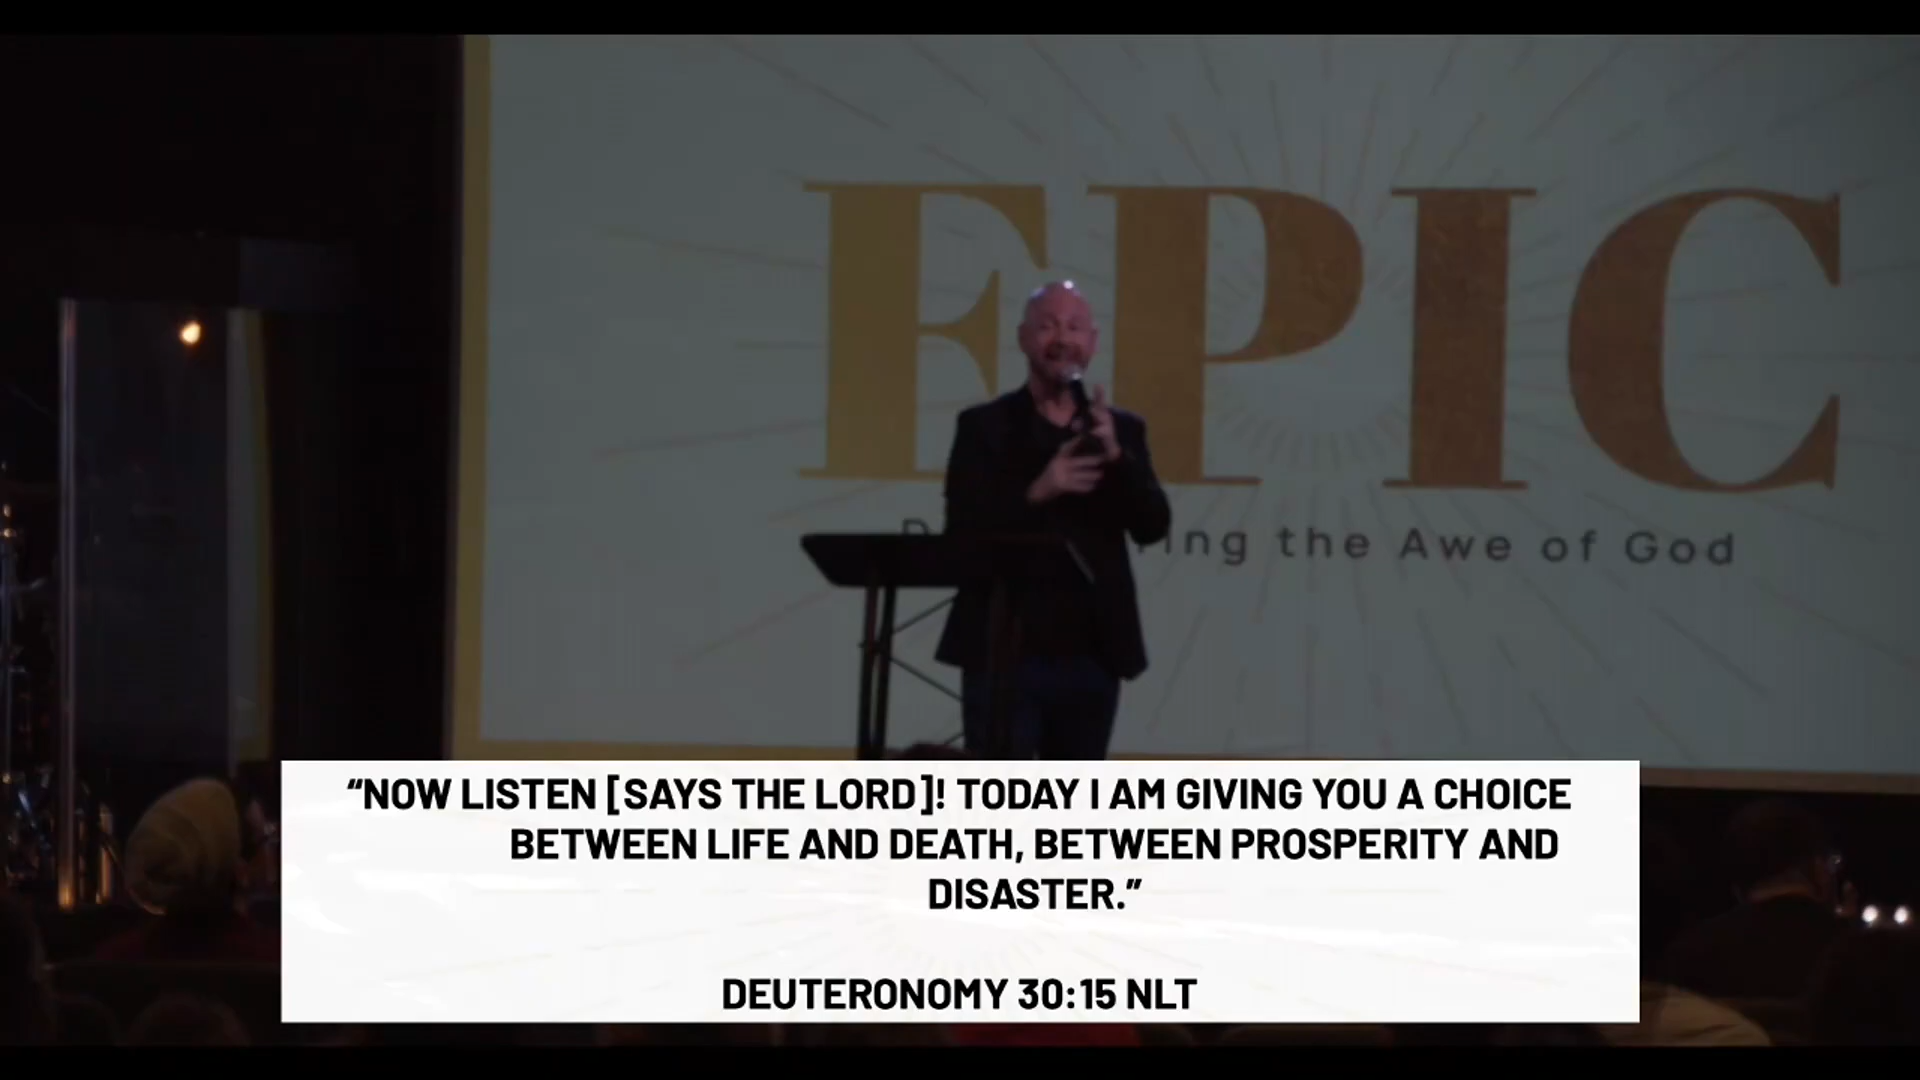 EPIC
ing the Awe of God
“NOW LISTEN [SAYS THE LORD]! TODAY I AM GIVING YOU A CHOICE
BETWEEN LIFE AND DEATH, BETWEEN PROSPERITY AND
DISASTER.”
DEUTERONOMY 30:15 NLT